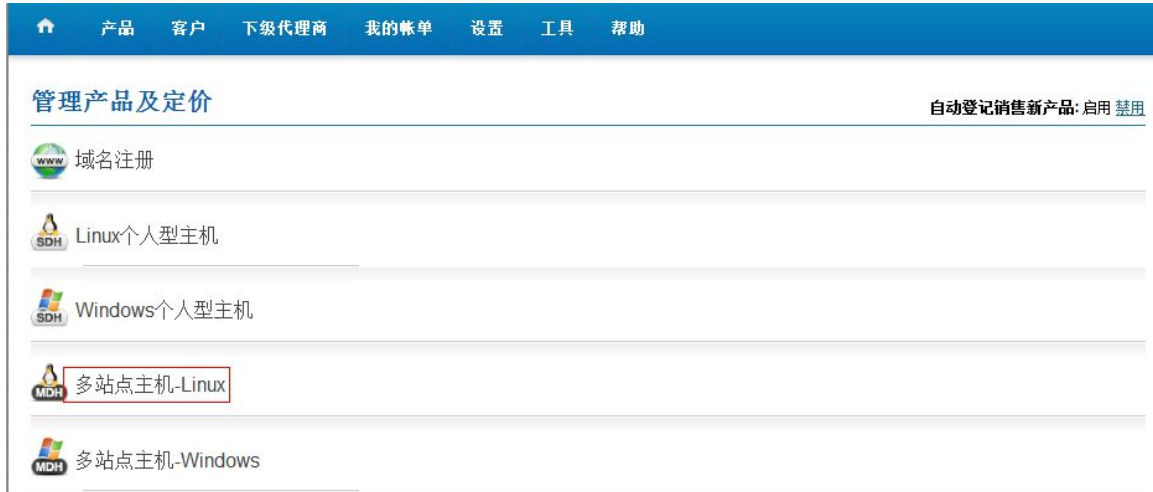 产品 客户 下级代理商 我的帐单 设置 工具 帮助
管理产品及定价
自动登记销售新产品: 启用 禁用
www 域名注册
SDH Linux个人型主机
SDH Windows个人型主机
MDH 多站点主机-Linux
MDH 多站点主机-Windows